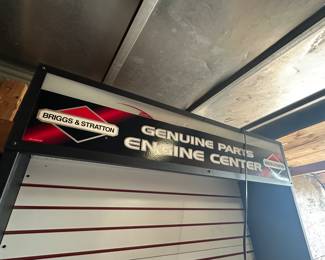 BRIGGS & STRATTON
GENUINE PARTS
ENGINE CENTER